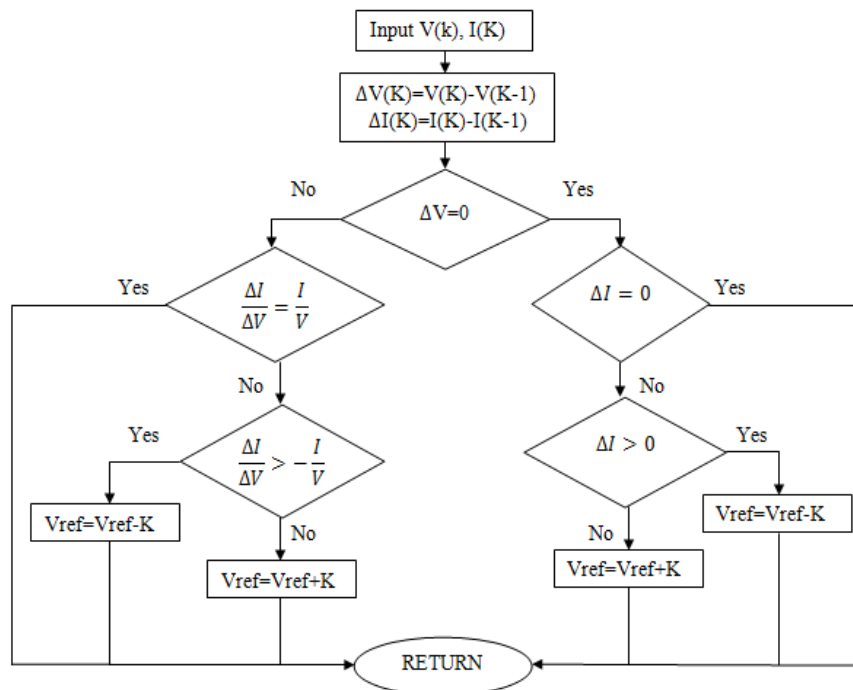 Input V(k), I(K)
ΔV(K)=V(K)-V(K-1)
ΔI(K)=I(K)-I(K-1)
No
Yes
ΔV=0
Yes
ΔI/ΔV = I/V
ΔI = 0
Yes
No
No
Yes
ΔI/ΔV > −I/V
ΔI > 0
Yes
Vref=Vref-K
Vref=Vref-K
No
No
Vref=Vref+K
Vref=Vref+K
RETURN